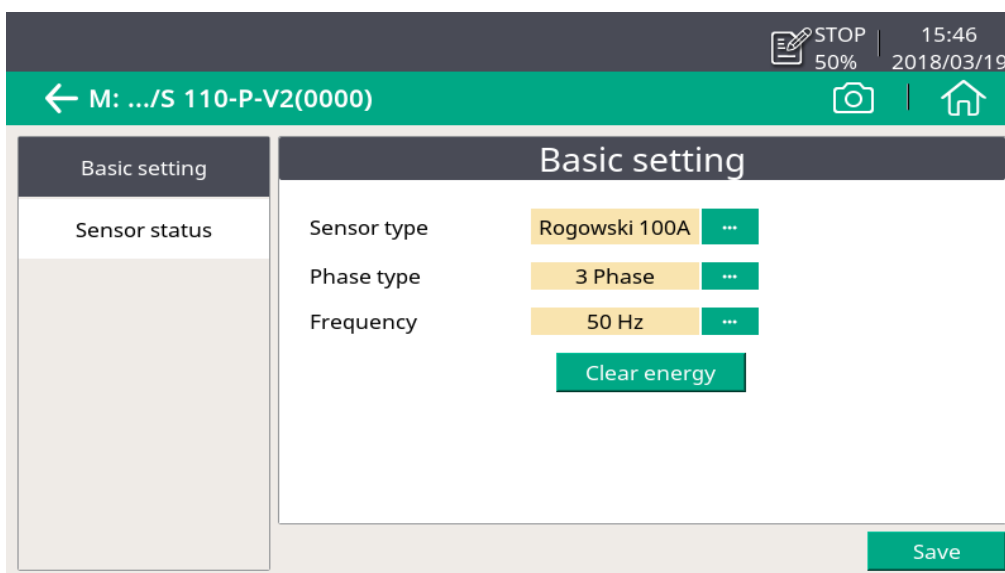 STOP
50%
15:46
2018/03/19
M: .../S 110-P-V2(0000)
Basic setting
Sensor status
Basic setting
Sensor type
Rogowski 100A
...
Phase type
3 Phase
...
Frequency
50 Hz
...
Clear energy
Save